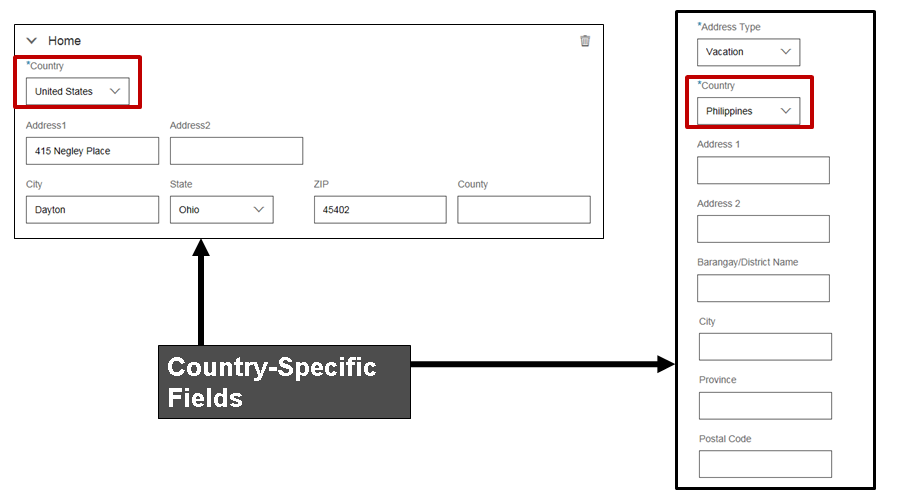 Home
*Country
United States
Address1 Address2
415 Negley Place
City State ZIP County
Dayton Ohio 45402
Country-Specific
Fields
*Address Type
Vacation
*Country
Philippines
Address 1
Address 2
Barangay/District Name
City
Province
Postal Code